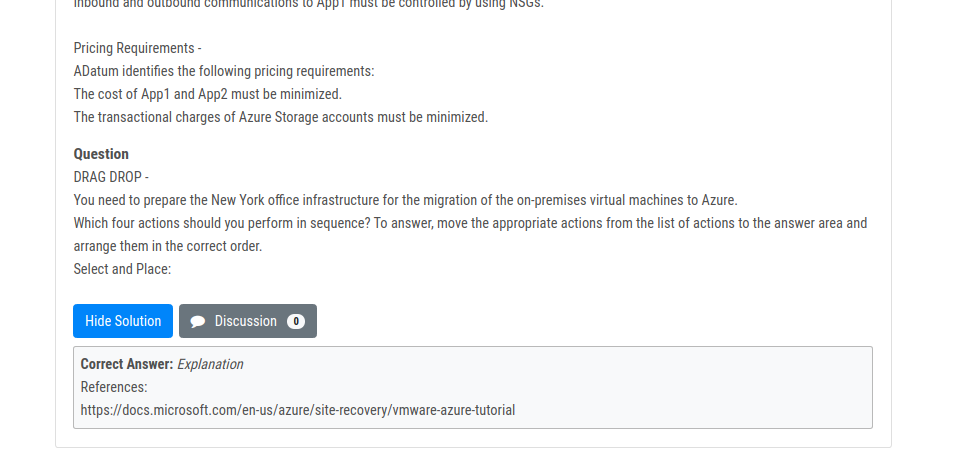 Inbound and outbound communications to App1 must be controlled by using NSGs.
Pricing Requirements -
ADatum identifies the following pricing requirements:
The cost of App1 and App2 must be minimized.
The transactional charges of Azure Storage accounts must be minimized.
Question
DRAG DROP -
You need to prepare the New York office infrastructure for the migration of the on-premises virtual machines to Azure.
Which four actions should you perform in sequence? To answer, move the appropriate actions from the list of actions to the answer area and
arrange them in the correct order.
Select and Place:
Hide Solution
Discussion 0
Correct Answer: Explanation
References:
https://docs.microsoft.com/en-us/azure/site-recovery/vmware-azure-tutorial